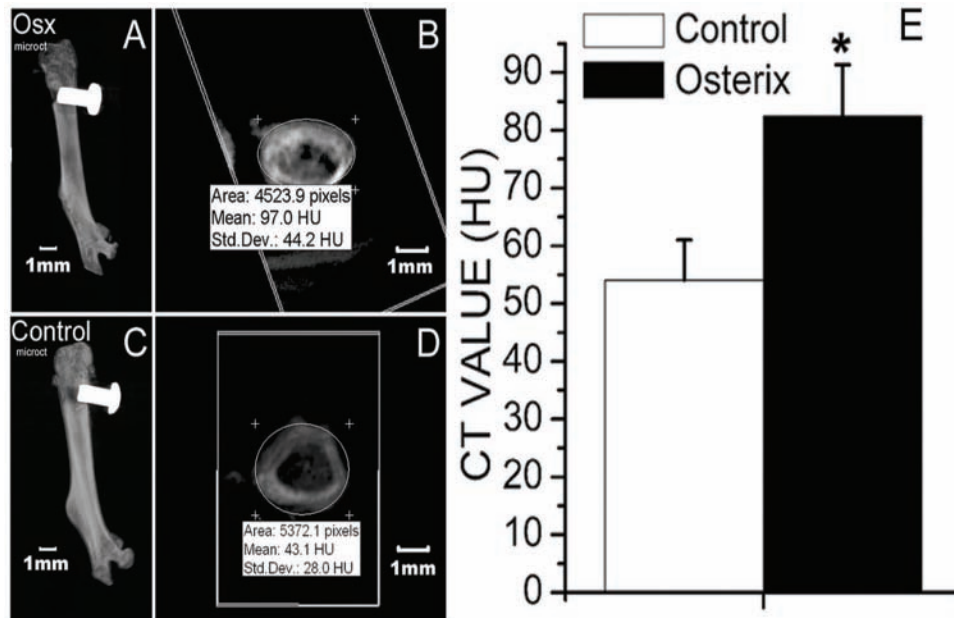 Osx
microct
A
1mm
B
Area: 4523.9 pixels
Mean: 97.0 HU
Std.Dev.: 44.2 HU
1mm
Control
microct
C
1mm
D
Area: 5372.1 pixels
Mean: 43.1 HU
Std.Dev.: 28.0 HU
1mm
E
Control
Osterix
*
CT VALUE (HU)
90
80
70
60
50
40
30
20
10
0